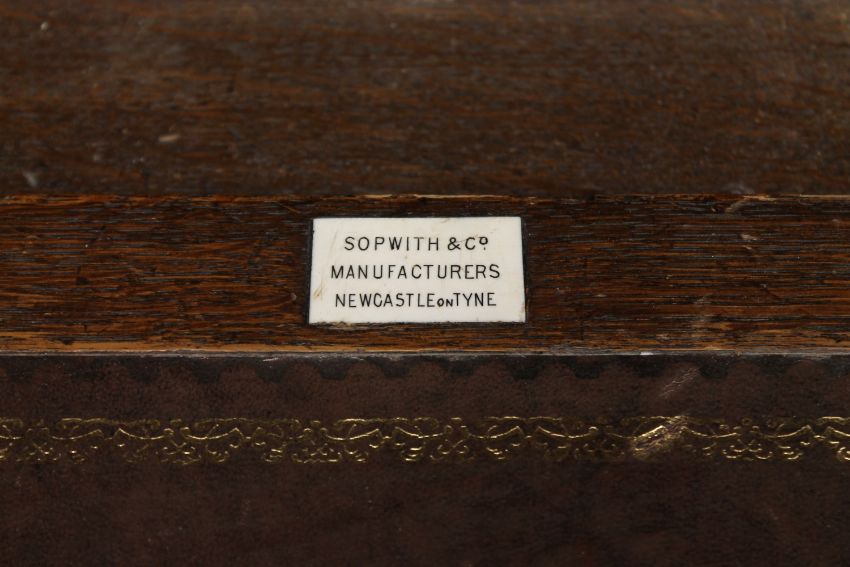 SOPWITH & Cº
MANUFACTURERS
NEWCASTLE ON TYNE